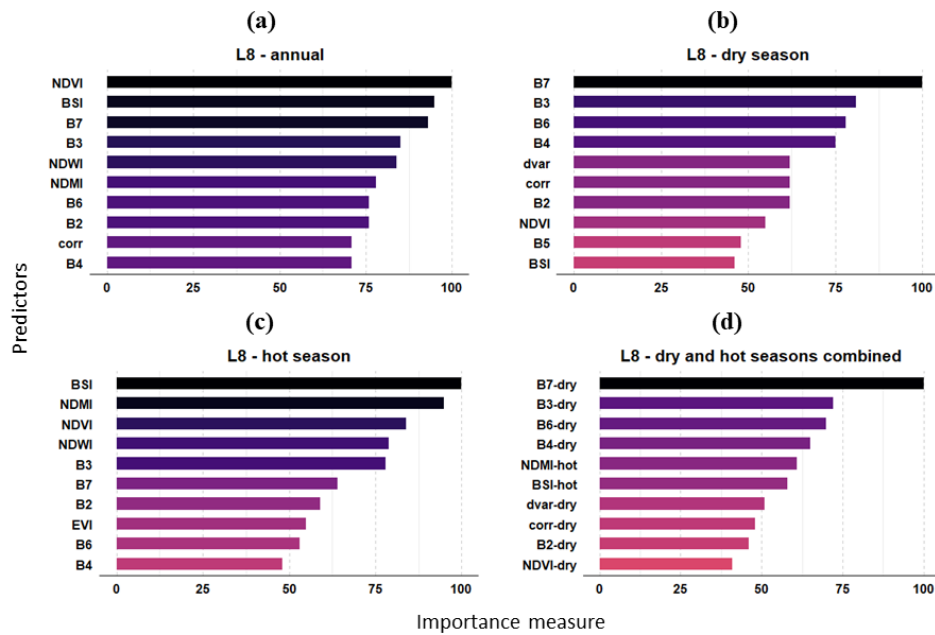 (a)
L8 - annual
NDVI
BSI
B7
B3
NDWI
NDMI
B6
B2
corr
B4
0 25 50 75 100
(b)
L8 - dry season
B7
B3
B6
B4
dvar
corr
B2
NDVI
B5
BSI
0 25 50 75 100
Predictors
(c)
L8 - hot season
BSI
NDMI
NDVI
NDWI
B3
B7
B2
EVI
B6
B4
0 25 50 75 100
(d)
L8 - dry and hot seasons combined
B7-dry
B3-dry
B6-dry
B4-dry
NDMI-hot
BSI-hot
dvar-dry
corr-dry
B2-dry
NDVI-dry
0 25 50 75 100
Importance measure